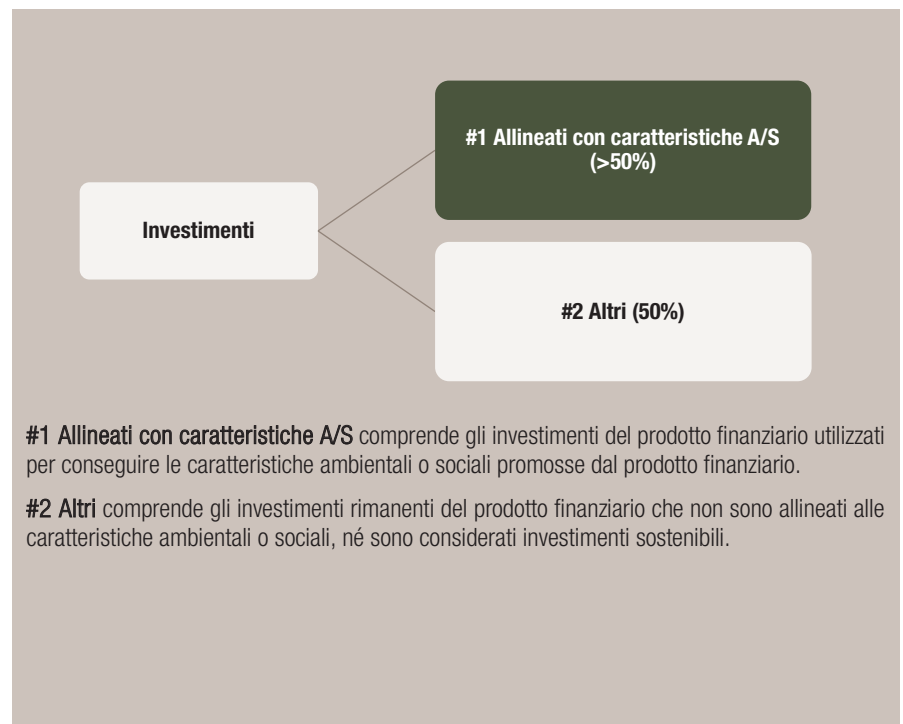 #1 Allineati con caratteristiche A/S
(>50%)
Investimenti
#2 Altri (50%)
#1 Allineati con caratteristiche A/S comprende gli investimenti del prodotto finanziario utilizzati
per conseguire le caratteristiche ambientali o sociali promosse dal prodotto finanziario.
#2 Altri comprende gli investimenti rimanenti del prodotto finanziario che non sono allineati alle
caratteristiche ambientali o sociali, né sono considerati investimenti sostenibili.